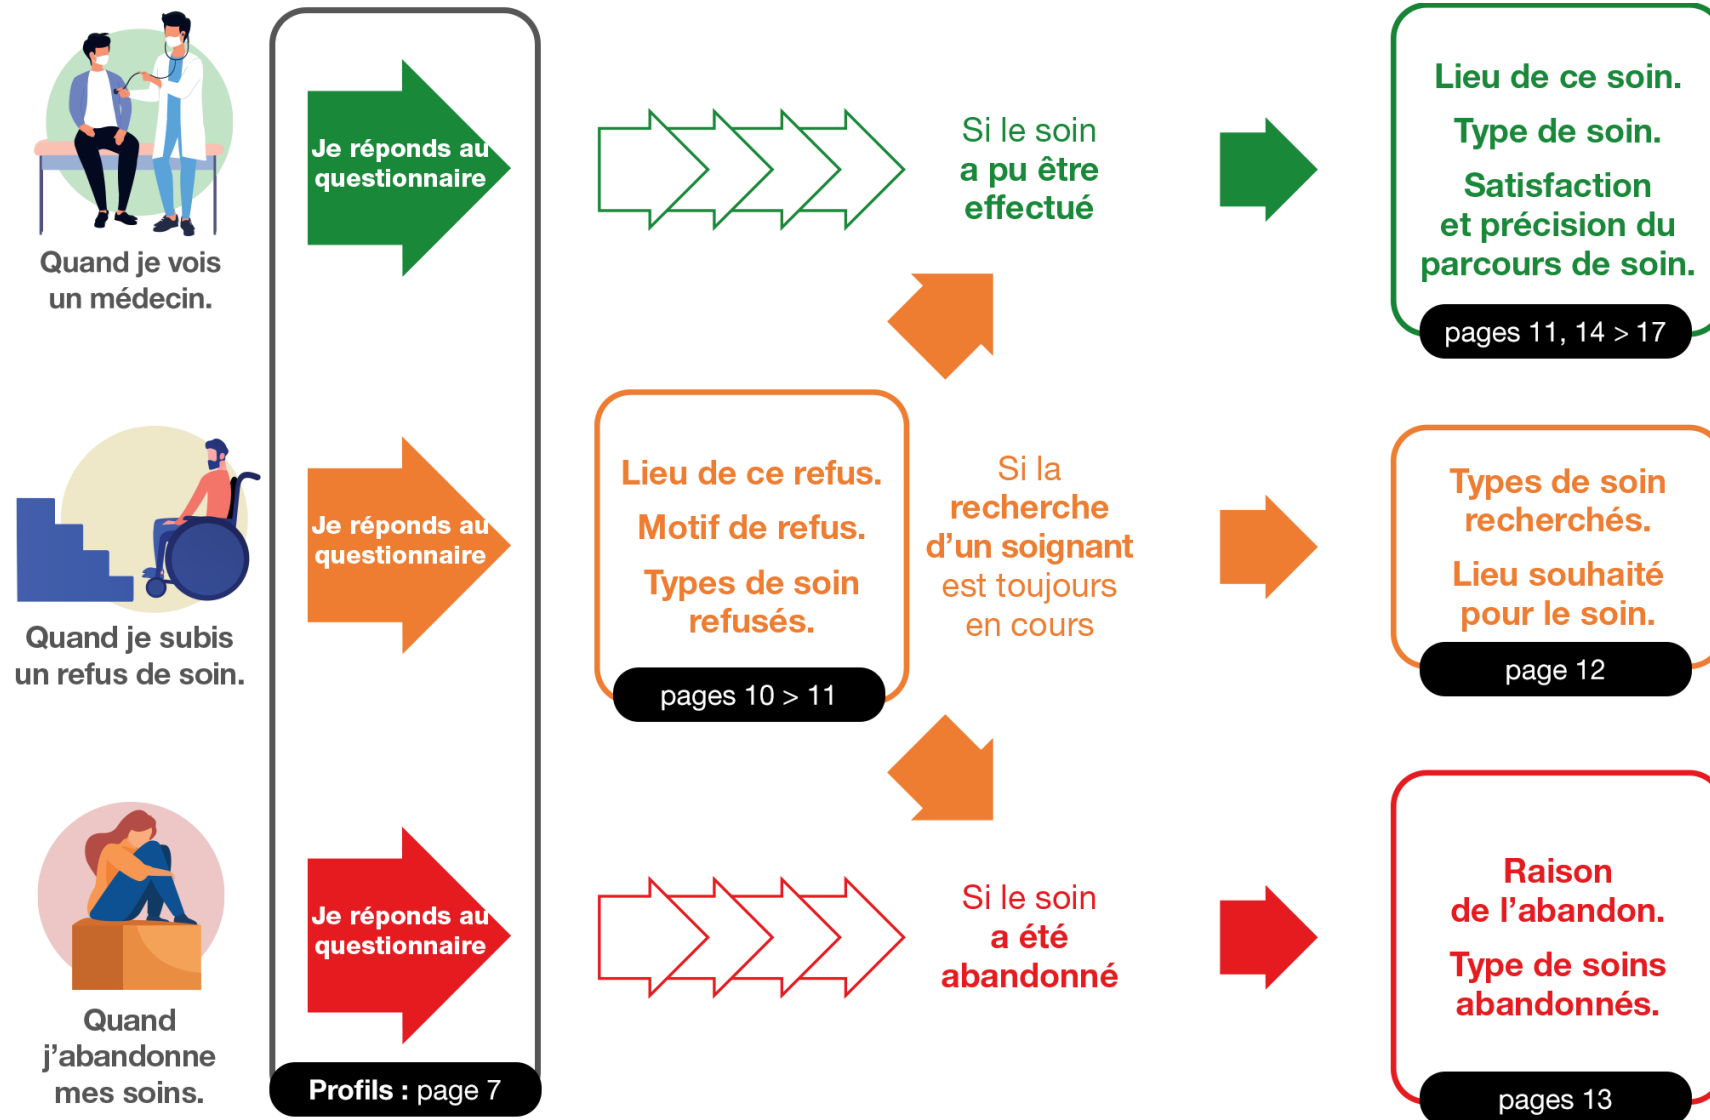 Quand je vois
un médecin.
Je réponds au
questionnaire
Si le soin
a pu être
effectué
Lieu de ce soin.
Type de soin.
Satisfaction
et précision du
parcours de soin.
pages 11, 14 > 17
Quand je subis
un refus de soin.
Je réponds au
questionnaire
Lieu de ce refus.
Motif de refus.
Types de soin
refusés.
pages 10 > 11
Si la
recherche
d’un soignant
est toujours
en cours
Types de soin
recherchés.
Lieu souhaité
pour le soin.
page 12
Quand
j’abandonne
mes soins.
Je réponds au
questionnaire
Profils : page 7
Si le soin
a été
abandonné
Raison
de l’abandon.
Type de soins
abandonnés.
pages 13